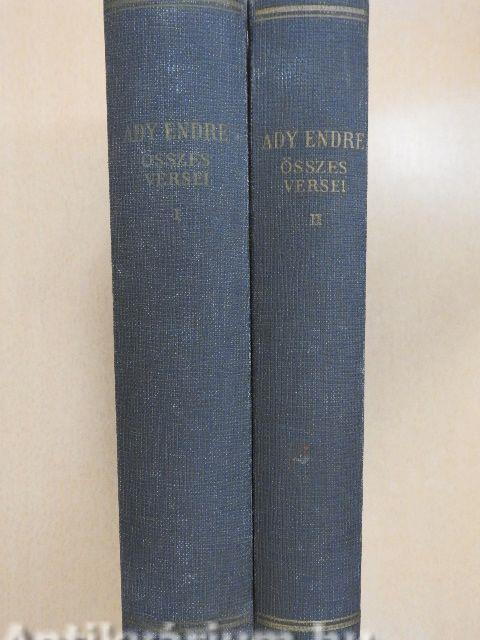 ADY ENDRE
ÖSSZES
VERSEI
I
ADY ENDRE
ÖSSZES
VERSEI
II